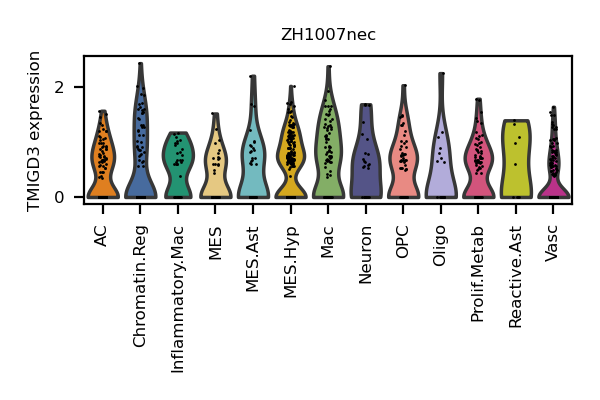 ZH1007nec
TMIGD3 expression
2
0
AC
Chromatin.Reg
Inflammatory.Mac
MES
MES.Ast
MES.Hyp
Mac
Neuron
OPC
Oligo
Prolif.Metab
Reactive.Ast
Vasc